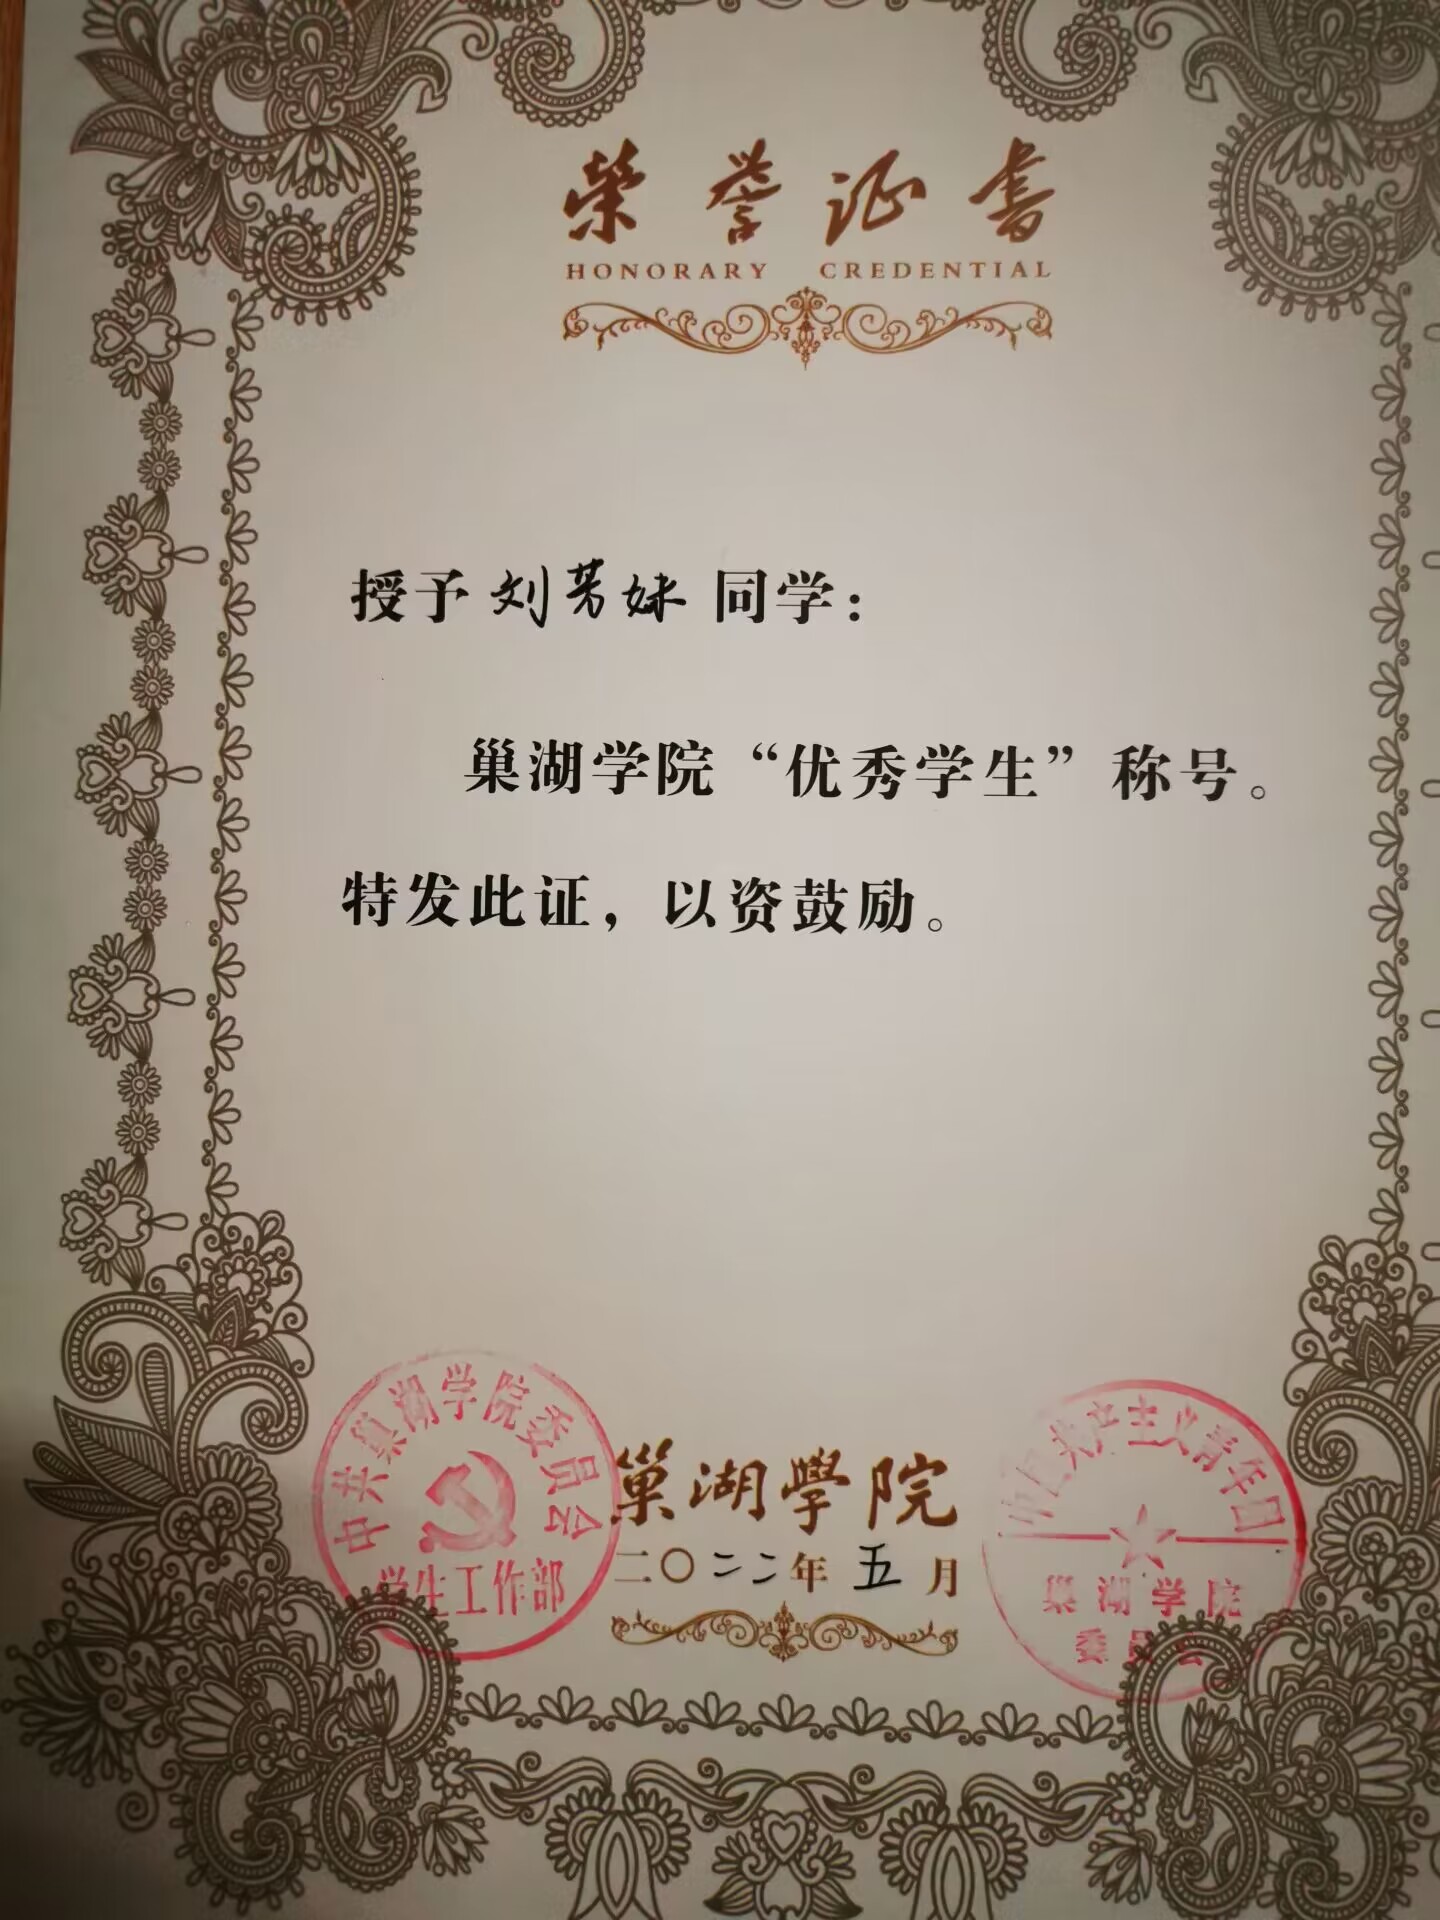 荣誉证书
HONORARY CREDENTIAL
授予刘芳妹同学：
巢湖学院“优秀学生”称号。
特发此证，以资鼓励。
中共巢湖学院委员会
学生工作部
巢湖學院
二〇二二年五月
中国共产主义青年团
巢湖学院
委员会